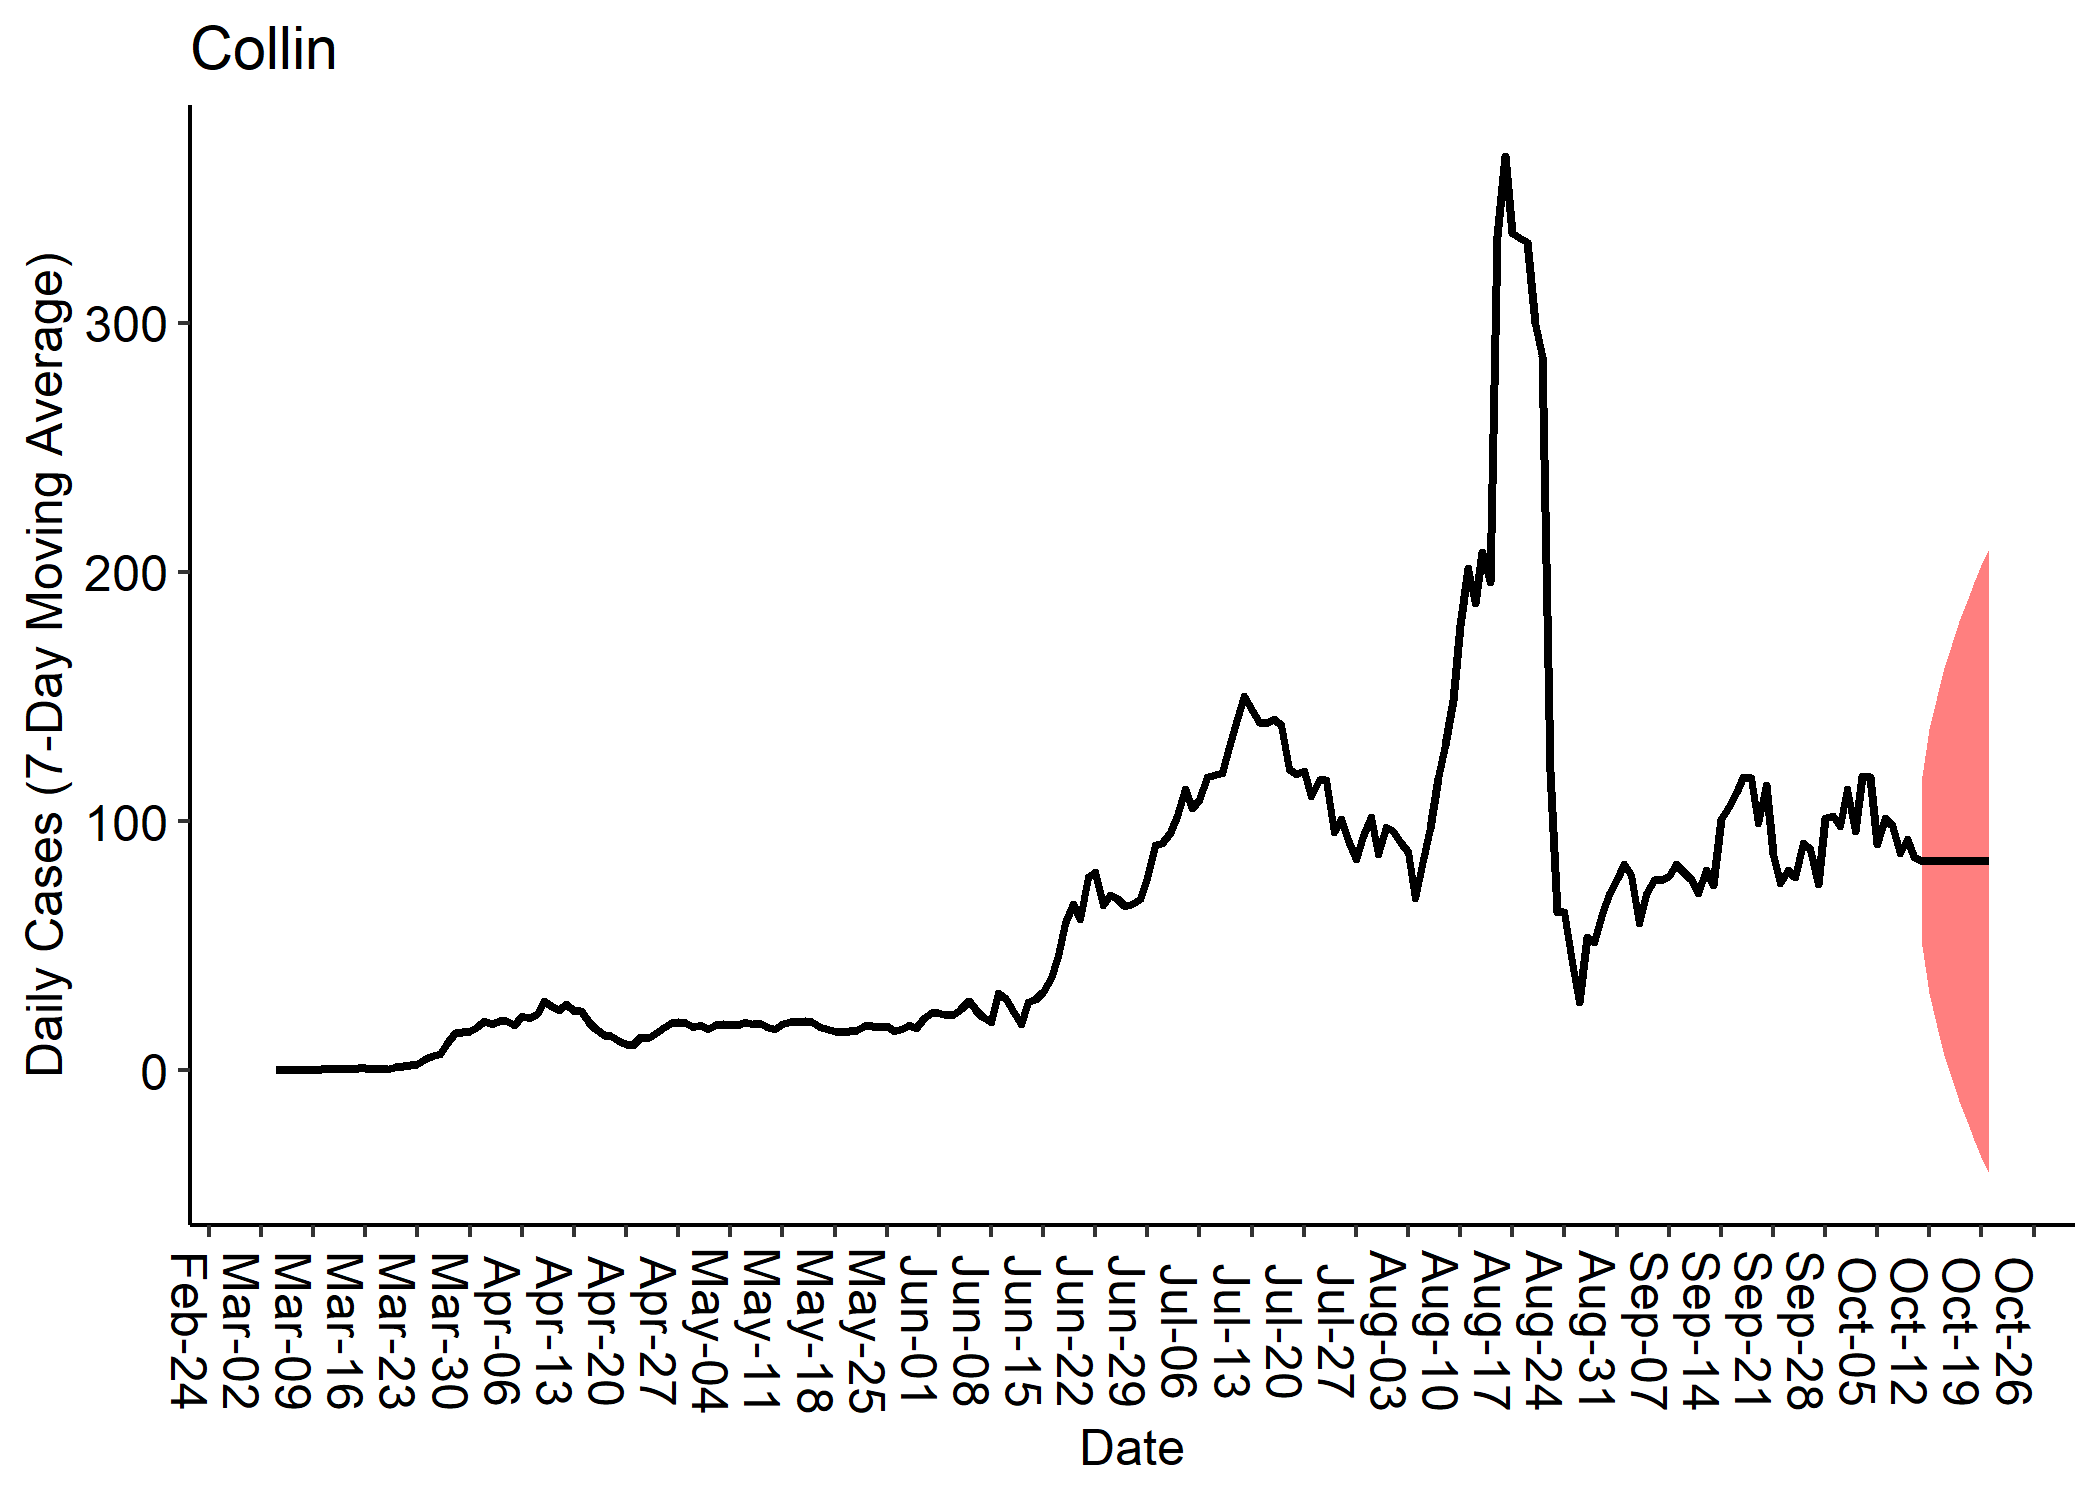 Collin
Daily Cases (7-Day Moving Average)
300
200
100
0
Feb-24
Mar-02
Mar-09
Mar-16
Mar-23
Mar-30
Apr-06
Apr-13
Apr-20
Apr-27
May-04
May-11
May-18
May-25
Jun-01
Jun-08
Jun-15
Jun-22
Jun-29
Jul-06
Jul-13
Jul-20
Jul-27
Aug-03
Aug-10
Aug-17
Aug-24
Aug-31
Sep-07
Sep-14
Sep-21
Sep-28
Oct-05
Oct-12
Oct-19
Oct-26
Date